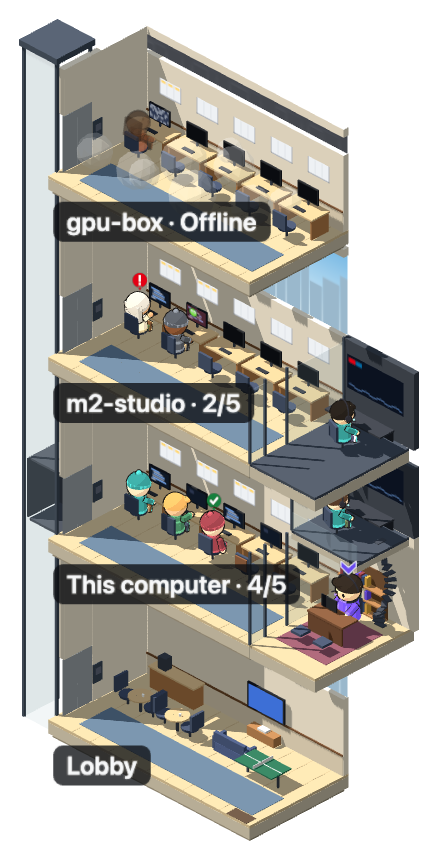 gpu-box · Offline
!
m2-studio · 2/5
This computer · 4/5
Lobby